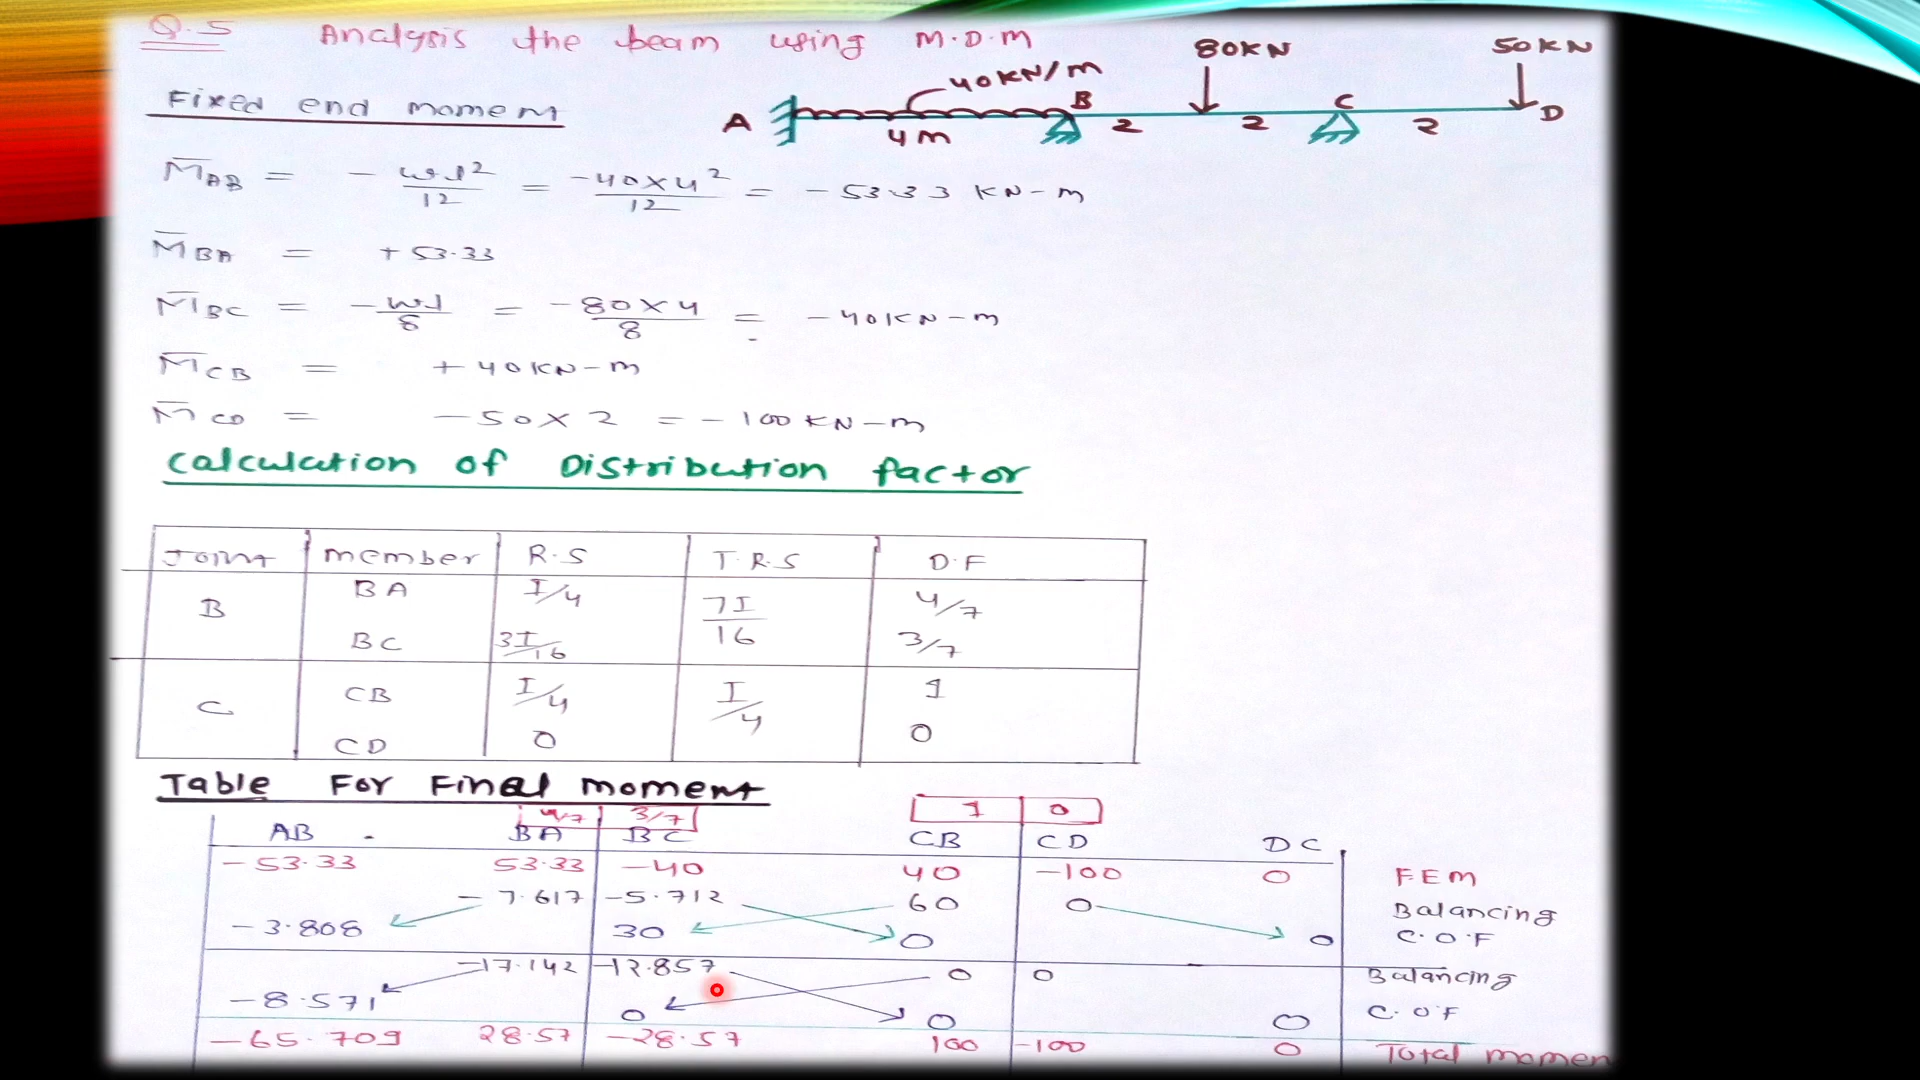 Q.5 Analysis the beam using M.D.M
80KN
50KN
40KN/m
A
B
C
D
4m
2
2
2
Fixed end moment
M̅AB = - wl²/12 = -40×4²/12 = -53.33 KN-m
M̅BA = +53.33
M̅BC = -wl/8 = -80×4/8 = -40KN-m
M̅CB = +40KN-m
M̅CD = -50×2 = -100KN-m
Calculation of Distribution factor
Joint member R.S T.R.S D.F
B BA I/4 7I/16 4/7
BC 3I/16 3/7
C CB I/4 I/4 1
CD 0 0
Table For Final moment
4/7 3/7 1 0
AB BA BC CB CD DC
-53.33 53.33 -40 40 -100 0 FEM
-7.617 -5.712 60 0 Balancing
-3.808 30 0 0 C.O.F
-17.142 -12.857 0 0 Balancing
-8.571 0 0 0 C.O.F
-65.709 28.57 -28.57 100 -100 0 Total momen